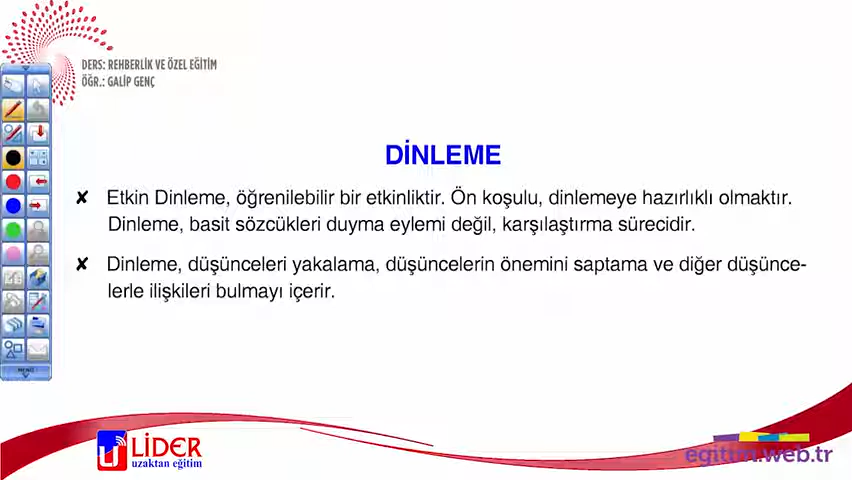 DERS: REHBERLİK VE ÖZEL EĞİTİM
ÖĞR.: GALİP GENÇ
DİNLEME
✘ Etkin Dinleme, öğrenilebilir bir etkinliktir. Ön koşulu, dinlemeye hazırlıklı olmaktır.
Dinleme, basit sözcükleri duyma eylemi değil, karşılaştırma sürecidir.
✘ Dinleme, düşünceleri yakalama, düşüncelerin önemini saptama ve diğer düşünce-
lerle ilişkileri bulmayı içerir.
MENU
LİDER
uzaktan eğitim
egitim.web.tr